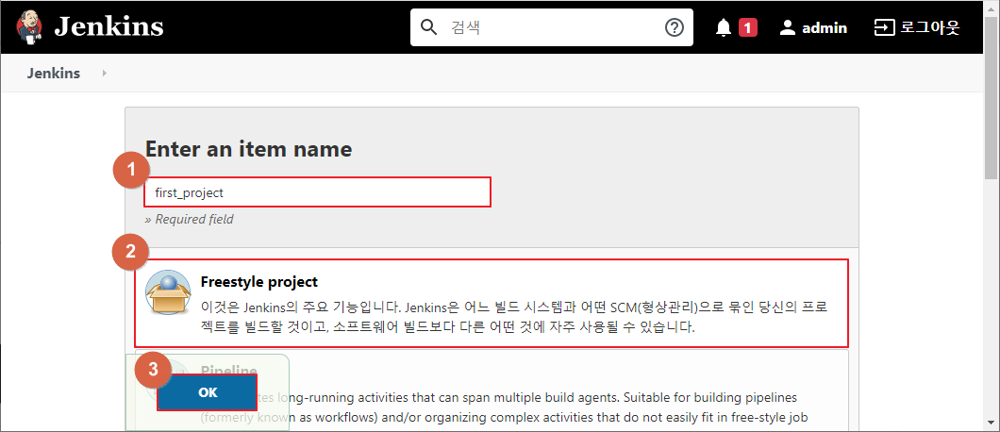 Jenkins
검색
1
admin
로그아웃
Jenkins
Enter an item name
1
first_project
» Required field
2
Freestyle project
이것은 Jenkins의 주요 기능입니다. Jenkins은 어느 빌드 시스템과 어떤 SCM(형상관리)으로 묶인 당신의 프로
젝트를 빌드할 것이고, 소프트웨어 빌드보다 다른 어떤 것에 자주 사용될 수 있습니다.
3
Pipeline
OK
tes long-running activities that can span multiple build agents. Suitable for building pipelines
(formerly known as workflows) and/or organizing complex activities that do not easily fit in free-style job